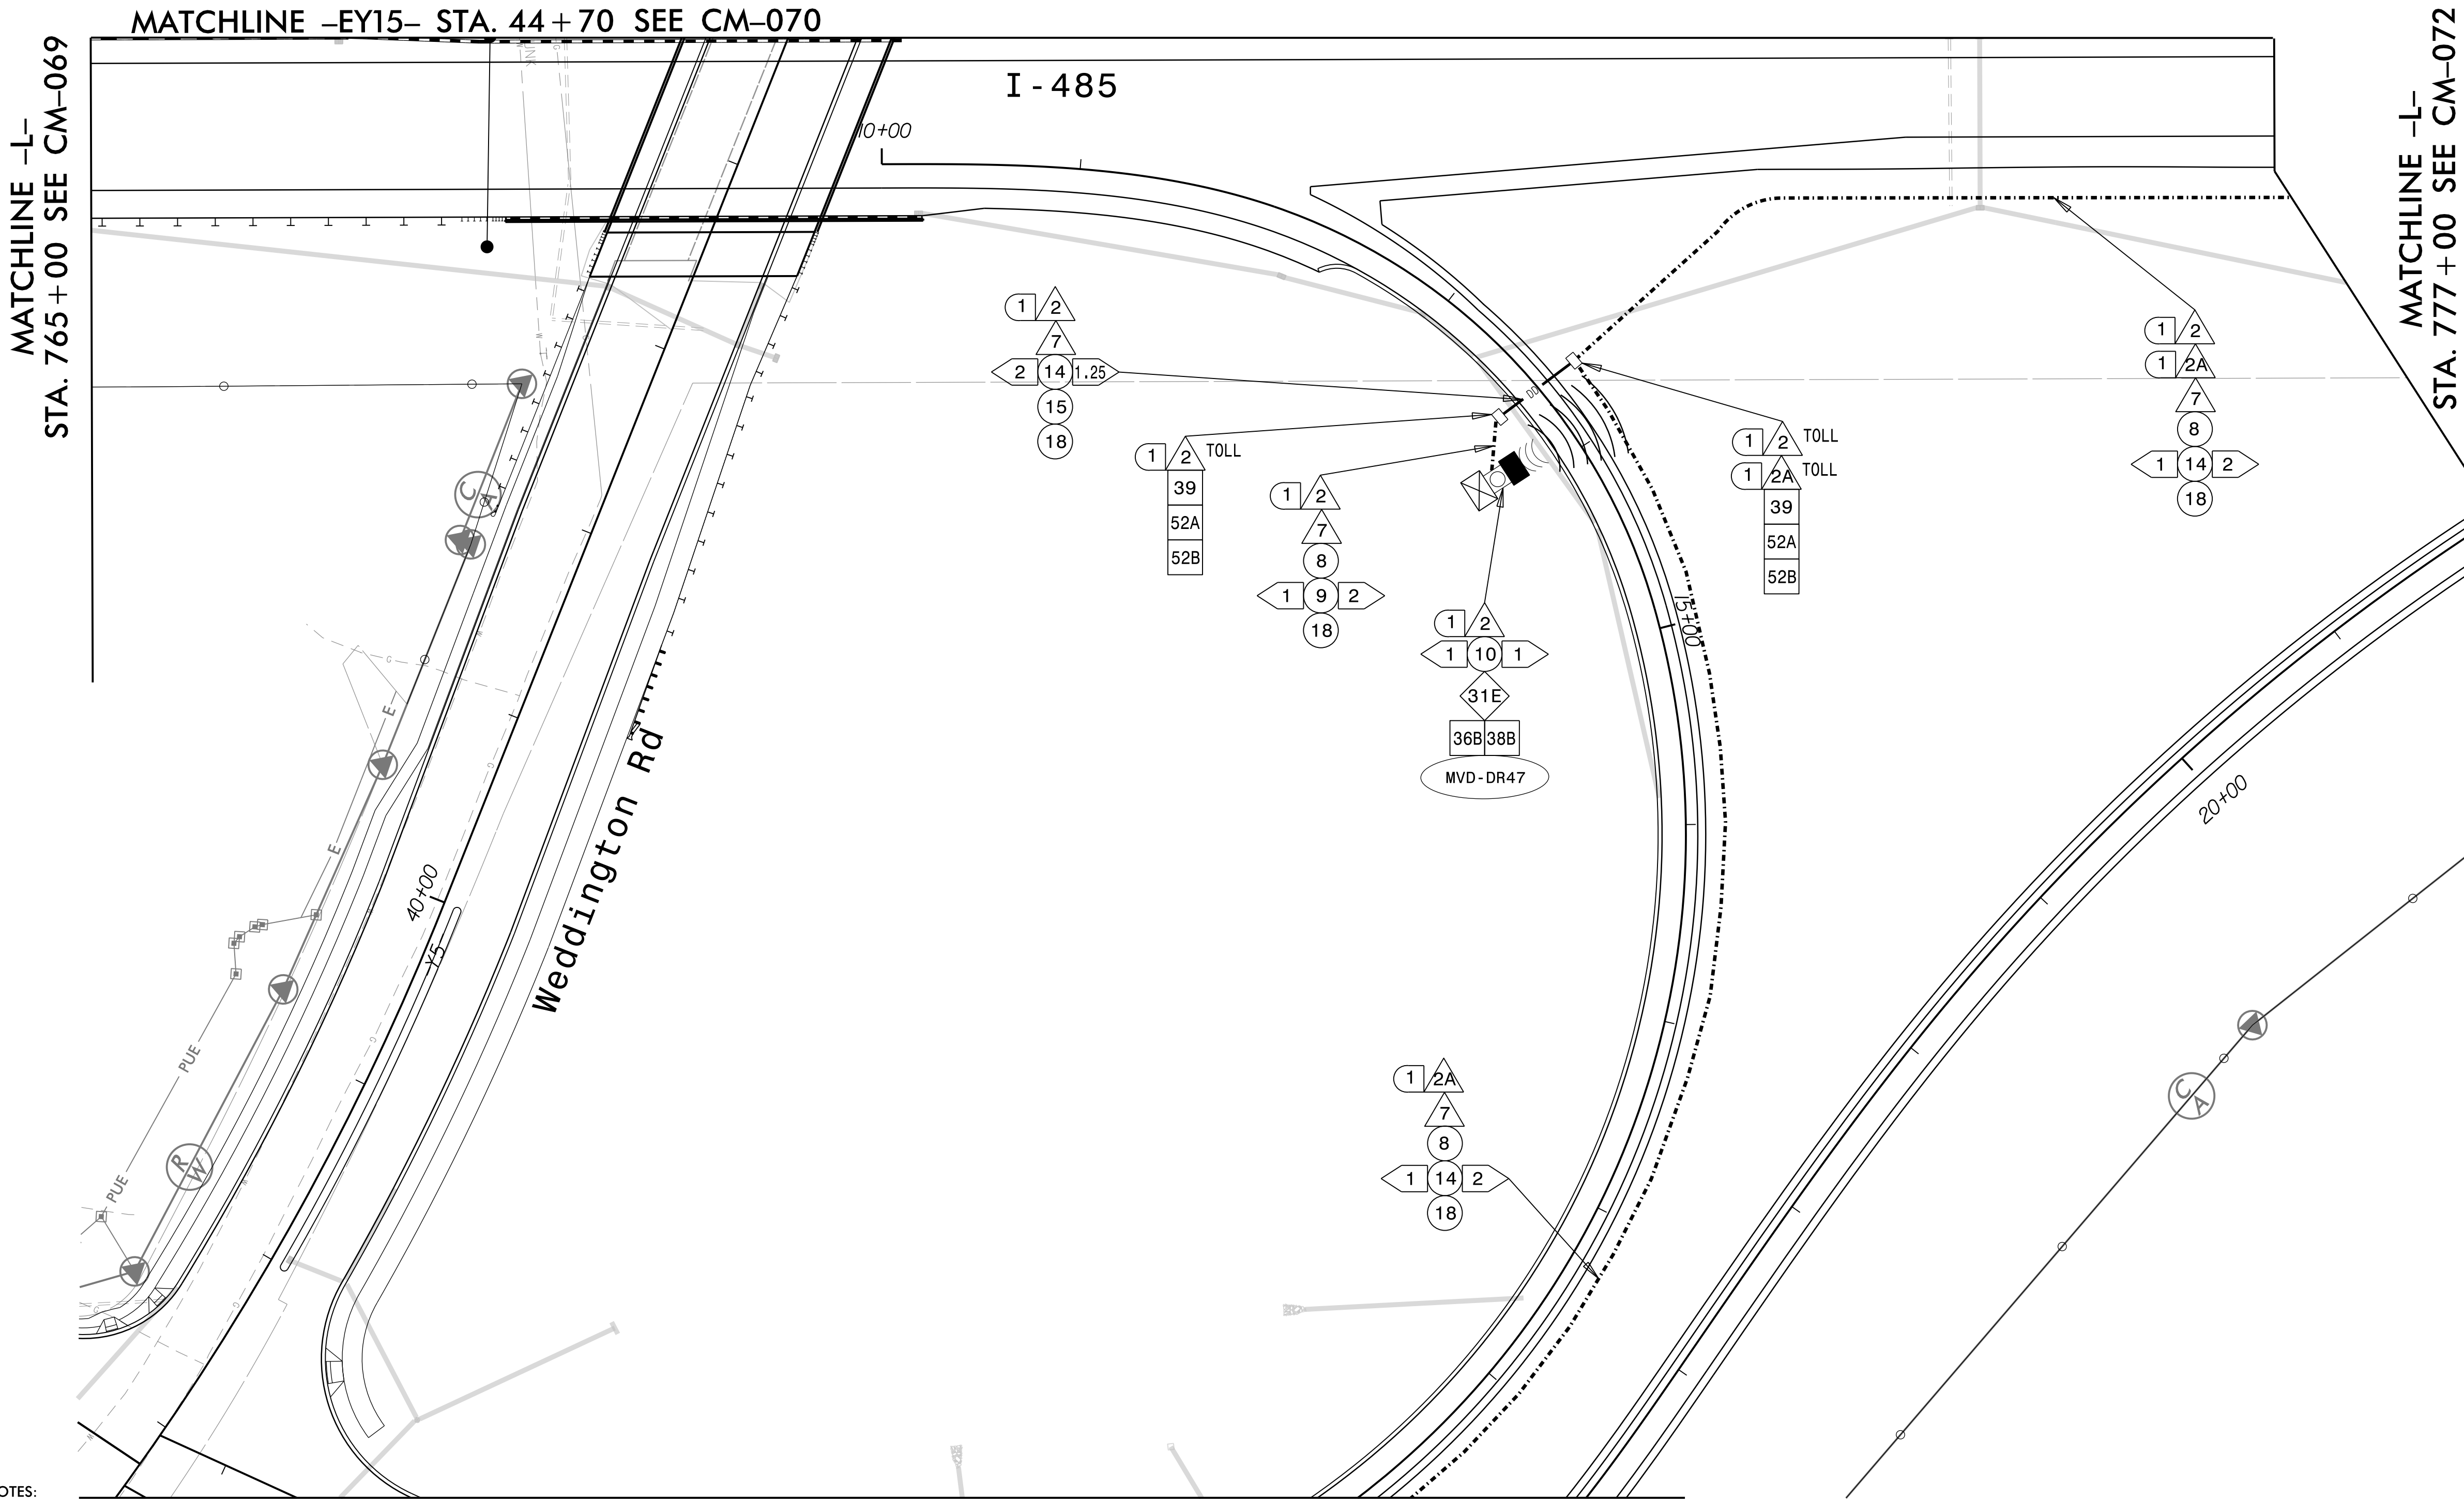 MATCHLINE –EY15– STA. 44+70 SEE CM–070
MATCHLINE –L–
STA. 765+00 SEE CM–069
MATCHLINE –L–
STA. 777+00 SEE CM–072
I-485
10+00
1 2
7
2 14 1.25
15
18
1 2 TOLL
39
52A
52B
1 2
7
8
1 9 2
18
1 2
1 10 1
31E
36B 38B
MVD-DR47
1 2 TOLL
1 2A TOLL
39
52A
52B
1 2
1 2A
7
8
1 14 2
18
15+00
20+00
1 2A
7
8
1 14 2
18
Weddington Rd
40+00
-Y5-
C A
E
E
PUE
PUE
R W
C A
G
OTES: